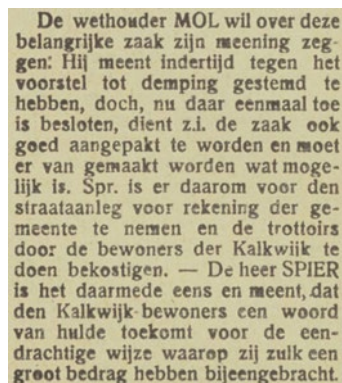 De wethouder MOL wil over deze
belangrijke zaak zijn meening zeg-
gen: Hij meent indertijd tegen het
voorstel tot demping gestemd te
hebben, doch, nu daar eenmaal toe
is besloten, dient z.i. de zaak ook
goed aangepakt te worden en moet
er van gemaakt worden wat moge-
lijk is. Spr. is er daarom voor den
straataanleg voor rekening der ge-
meente te nemen en de trottoirs
door de bewoners der Kalkwijk te
doen bekostigen. — De heer SPIER
is het daarmede eens en meent, dat
den Kalkwijk-bewoners een woord
van hulde toekomt voor de een-
drachtige wijze waarop zij zulk een
groot bedrag hebben bijeengebracht.